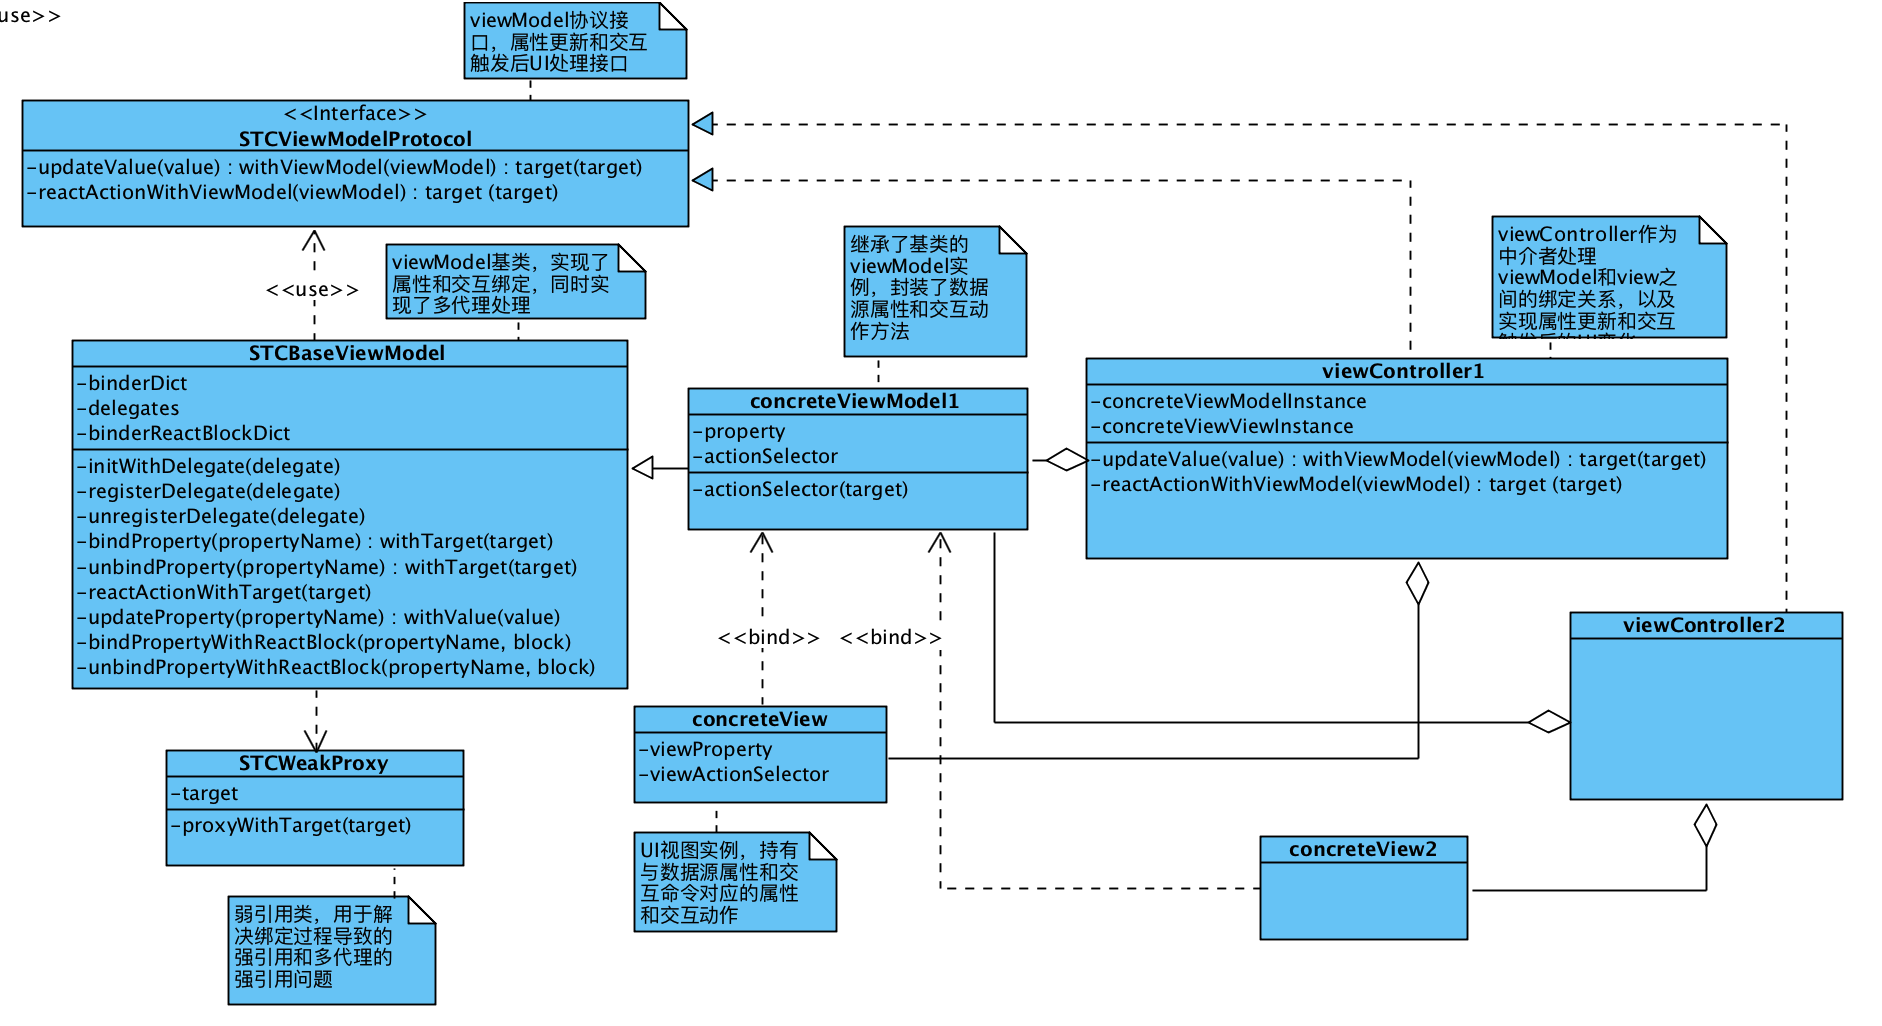 use>>
viewModel协议接
口，属性更新和交互
触发后UI处理接口
<<Interface>>
STCViewModelProtocol
-updateValue(value) : withViewModel(viewModel) : target(target)
-reactActionWithViewModel(viewModel) : target (target)
<<use>>
viewModel基类，实现了
属性和交互绑定，同时实
现了多代理处理
继承了基类的
viewModel实
例，封装了数据
源属性和交互动
作方法
viewController作为
中介者处理
viewModel和view之
间的绑定关系，以及
实现属性更新和交互
触发后的UI变化
STCBaseViewModel
-binderDict
-delegates
-binderReactBlockDict
-initWithDelegate(delegate)
-registerDelegate(delegate)
-unregisterDelegate(delegate)
-bindProperty(propertyName) : withTarget(target)
-unbindProperty(propertyName) : withTarget(target)
-reactActionWithTarget(target)
-updateProperty(propertyName) : withValue(value)
-bindPropertyWithReactBlock(propertyName, block)
-unbindPropertyWithReactBlock(propertyName, block)
concreteViewModel1
-property
-actionSelector
-actionSelector(target)
viewController1
-concreteViewModelInstance
-concreteViewViewInstance
-updateValue(value) : withViewModel(viewModel) : target(target)
-reactActionWithViewModel(viewModel) : target (target)
<<bind>>
<<bind>>
viewController2
concreteView
-viewProperty
-viewActionSelector
STCWeakProxy
-target
-proxyWithTarget(target)
UI视图实例，持有
与数据源属性和交
互命令对应的属性
和交互动作
concreteView2
弱引用类，用于解
决绑定过程导致的
强引用和多代理的
强引用问题